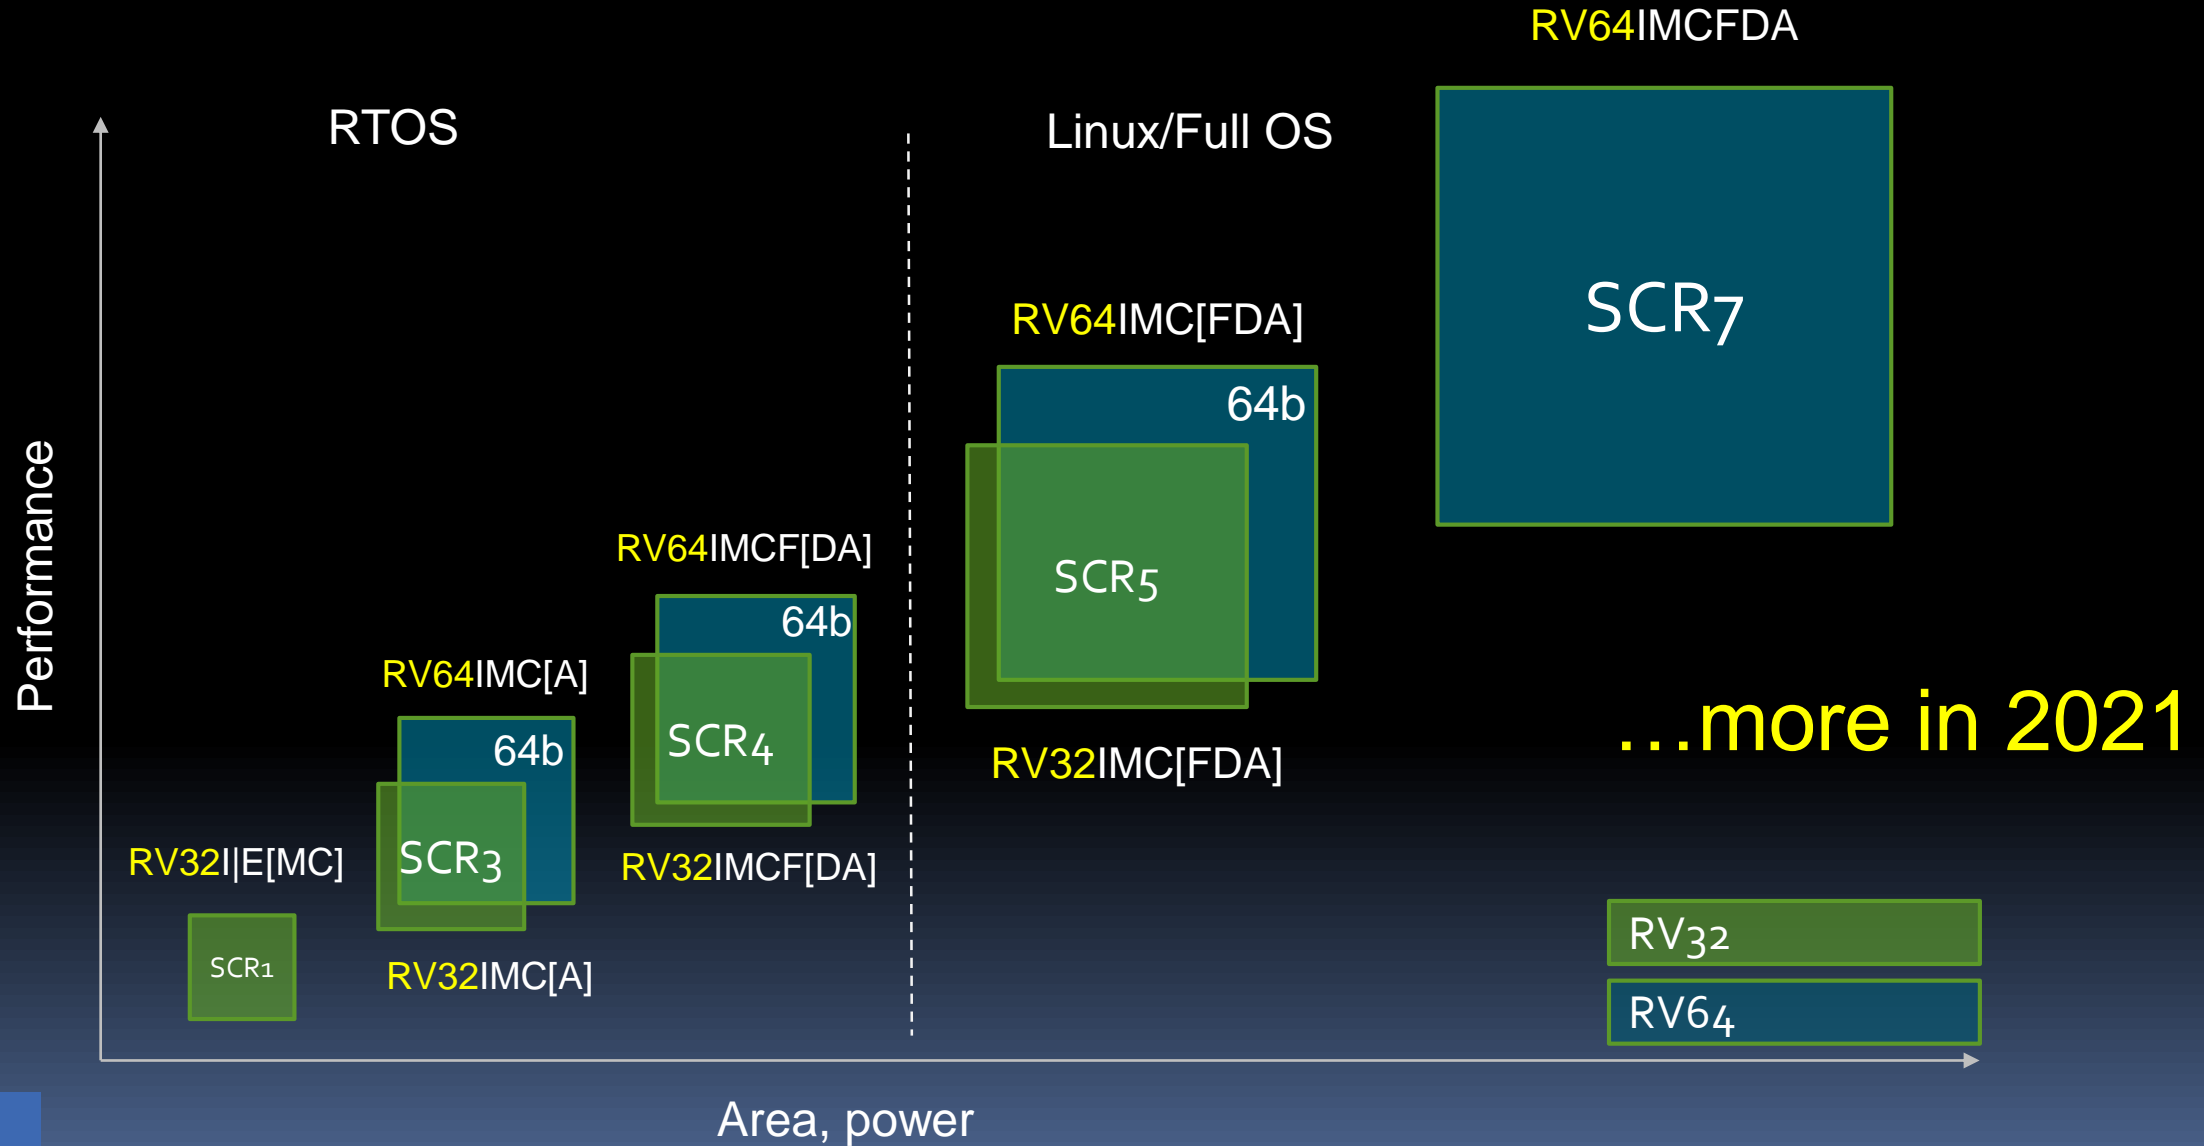 RV64IMCFDA
RTOS
Linux/Full OS
SCR7
RV64IMC[FDA]
64b
SCR5
RV64IMCF[DA]
64b
SCR4
RV64IMC[A]
64b
SCR3
RV32IMC[FDA]
…more in 2021
RV32I|E[MC]
RV32IMCF[DA]
SCR1
RV32IMC[A]
RV32
RV64
Performance
Area, power